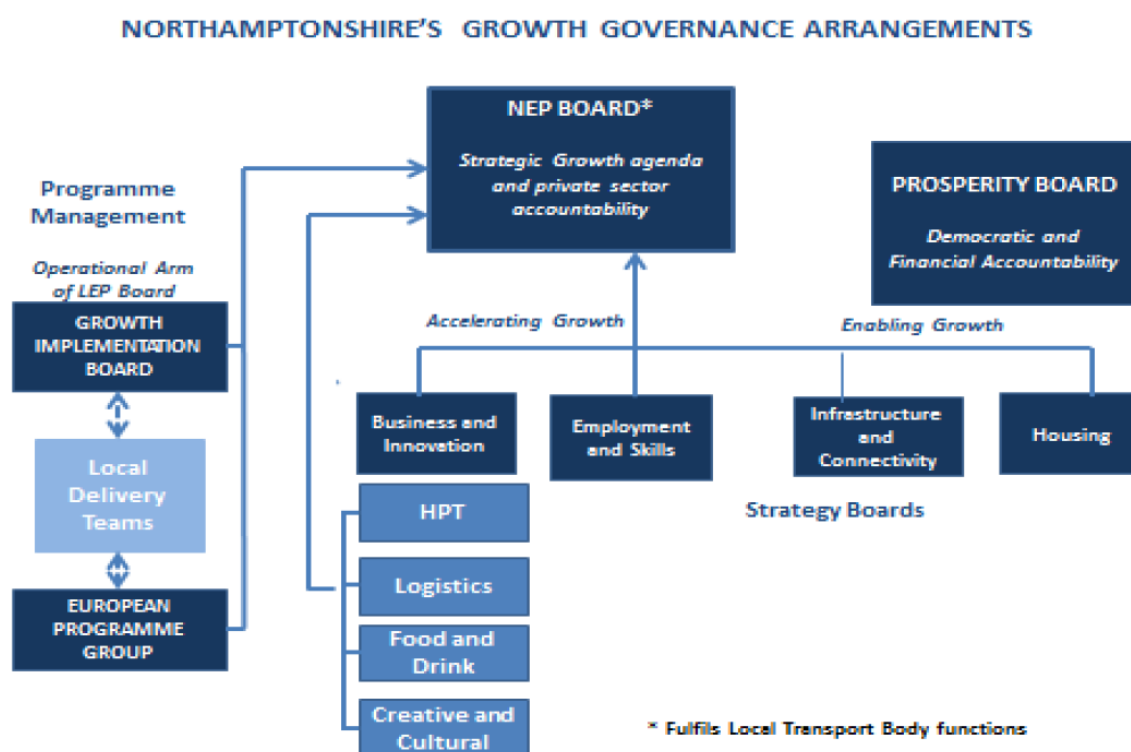 NORTHAMPTONSHIRE'S GROWTH GOVERNANCE ARRANGEMENTS
NEP BOARD*
Strategic Growth agenda
and private sector
accountability
PROSPERITY BOARD
Democratic and
Financial Accountability
Programme
Management
Operational Arm
of LEP Board
GROWTH
IMPLEMENTATION
BOARD
Local
Delivery
Teams
EUROPEAN
PROGRAMME
GROUP
Accelerating Growth
Enabling Growth
Business and
Innovation
Employment
and Skills
Infrastructure
and
Connectivity
Housing
Strategy Boards
HPT
Logistics
Food and
Drink
Creative and
Cultural
* Fulfils Local Transport Body functions